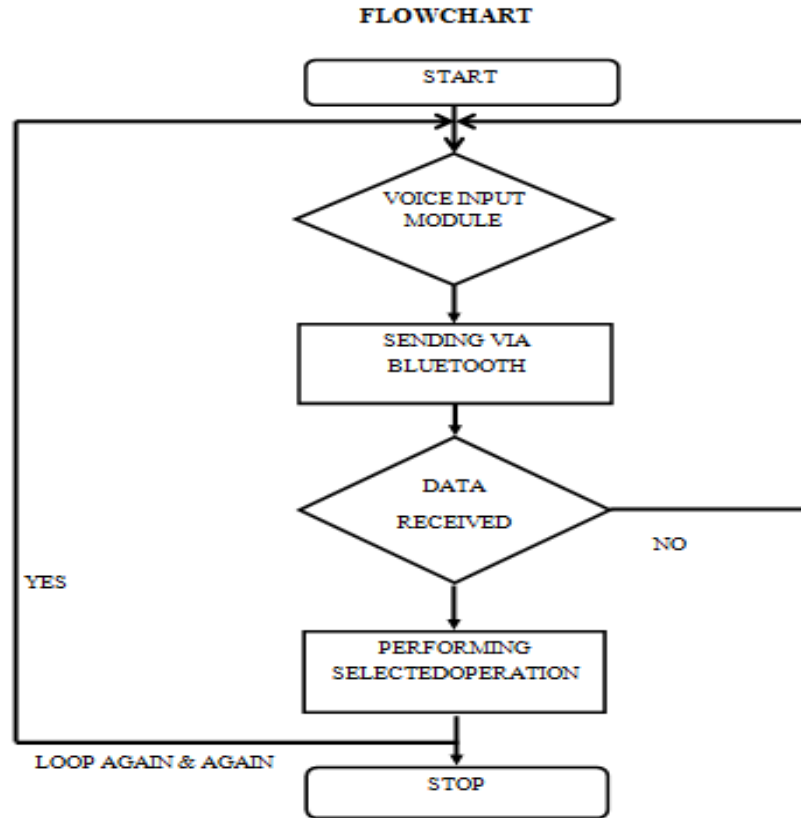 FLOWCHART
START
VOICE INPUT
MODULE
SENDING VIA
BLUETOOTH
DATA
RECEIVED
NO
YES
PERFORMING
SELECTEDOPERATION
LOOP AGAIN & AGAIN
STOP